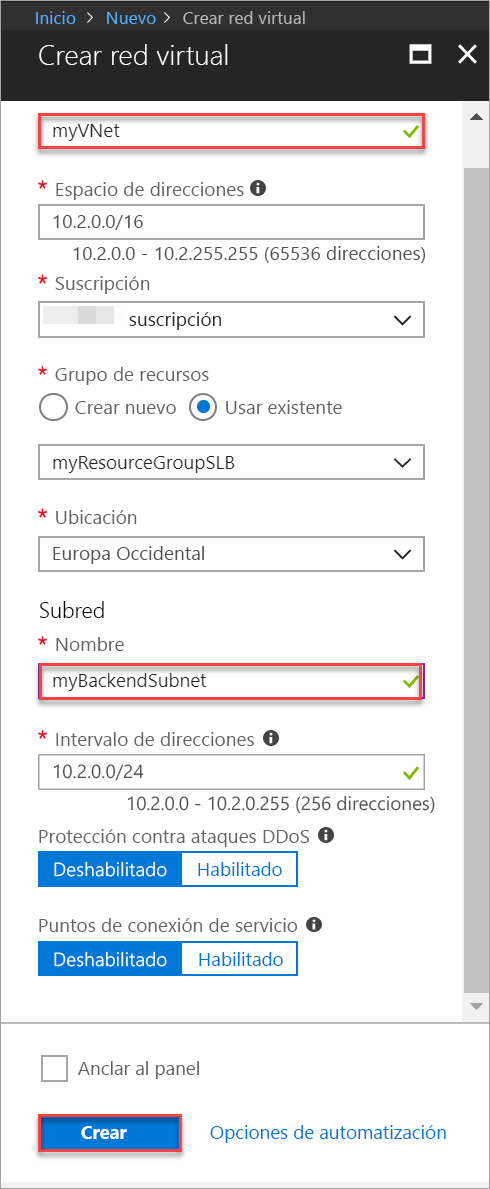 Inicio > Nuevo > Crear red virtual
Crear red virtual
myVNet
* Espacio de direcciones
10.2.0.0/16
10.2.0.0 - 10.2.255.255 (65536 direcciones)
* Suscripción
suscripción
* Grupo de recursos
Crear nuevo Usar existente
myResourceGroupSLB
* Ubicación
Europa Occidental
Subred
* Nombre
myBackendSubnet
* Intervalo de direcciones
10.2.0.0/24
10.2.0.0 - 10.2.0.255 (256 direcciones)
Protección contra ataques DDoS
Deshabilitado Habilitado
Puntos de conexión de servicio
Deshabilitado Habilitado
Anclar al panel
Crear Opciones de automatización